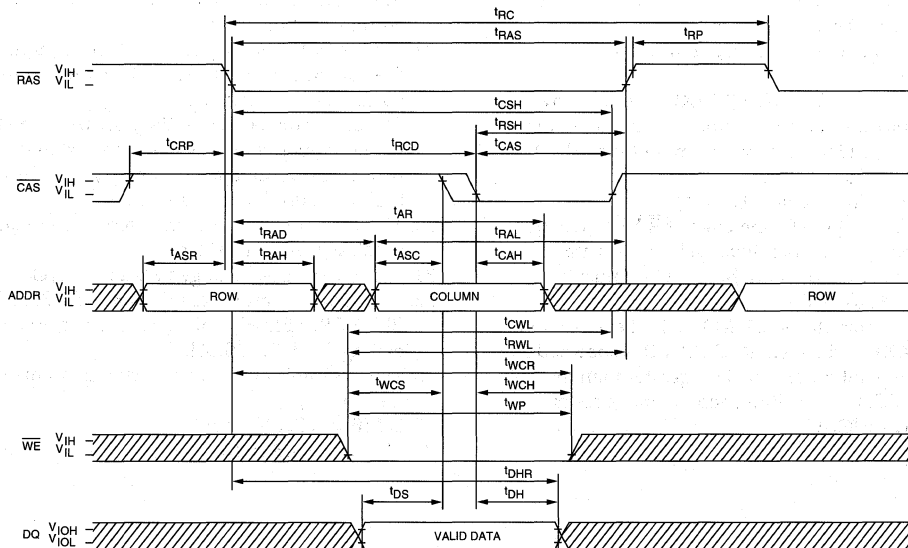 tRC
tRAS
tRP
RAS VIH
VIL
tCSH
tRSH
tCRP
tRCD
tCAS
CAS VIH
VIL
tAR
tRAD
tRAL
tASR
tRAH
tASC
tCAH
ADDR VIH
VIL
ROW
COLUMN
ROW
tCWL
tRWL
tWCR
tWCS
tWCH
tWP
WE VIH
VIL
tDHR
tDS
tDH
DQ VIOH
VIOL
VALID DATA